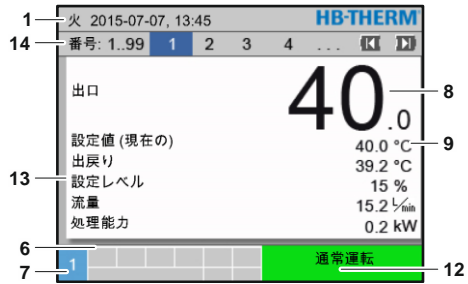 1 火 2015-07-07, 13:45 HB-THERM
14 番号: 1..99 1 2 3 4 ...
出口 40.0 8
設定値 (現在の) 40.0 °C 9
出戻り 39.2 °C
13 設定レベル 15 %
流量 15.2 L/min
処理能力 0.2 kW
6 通常運転
7 1 12